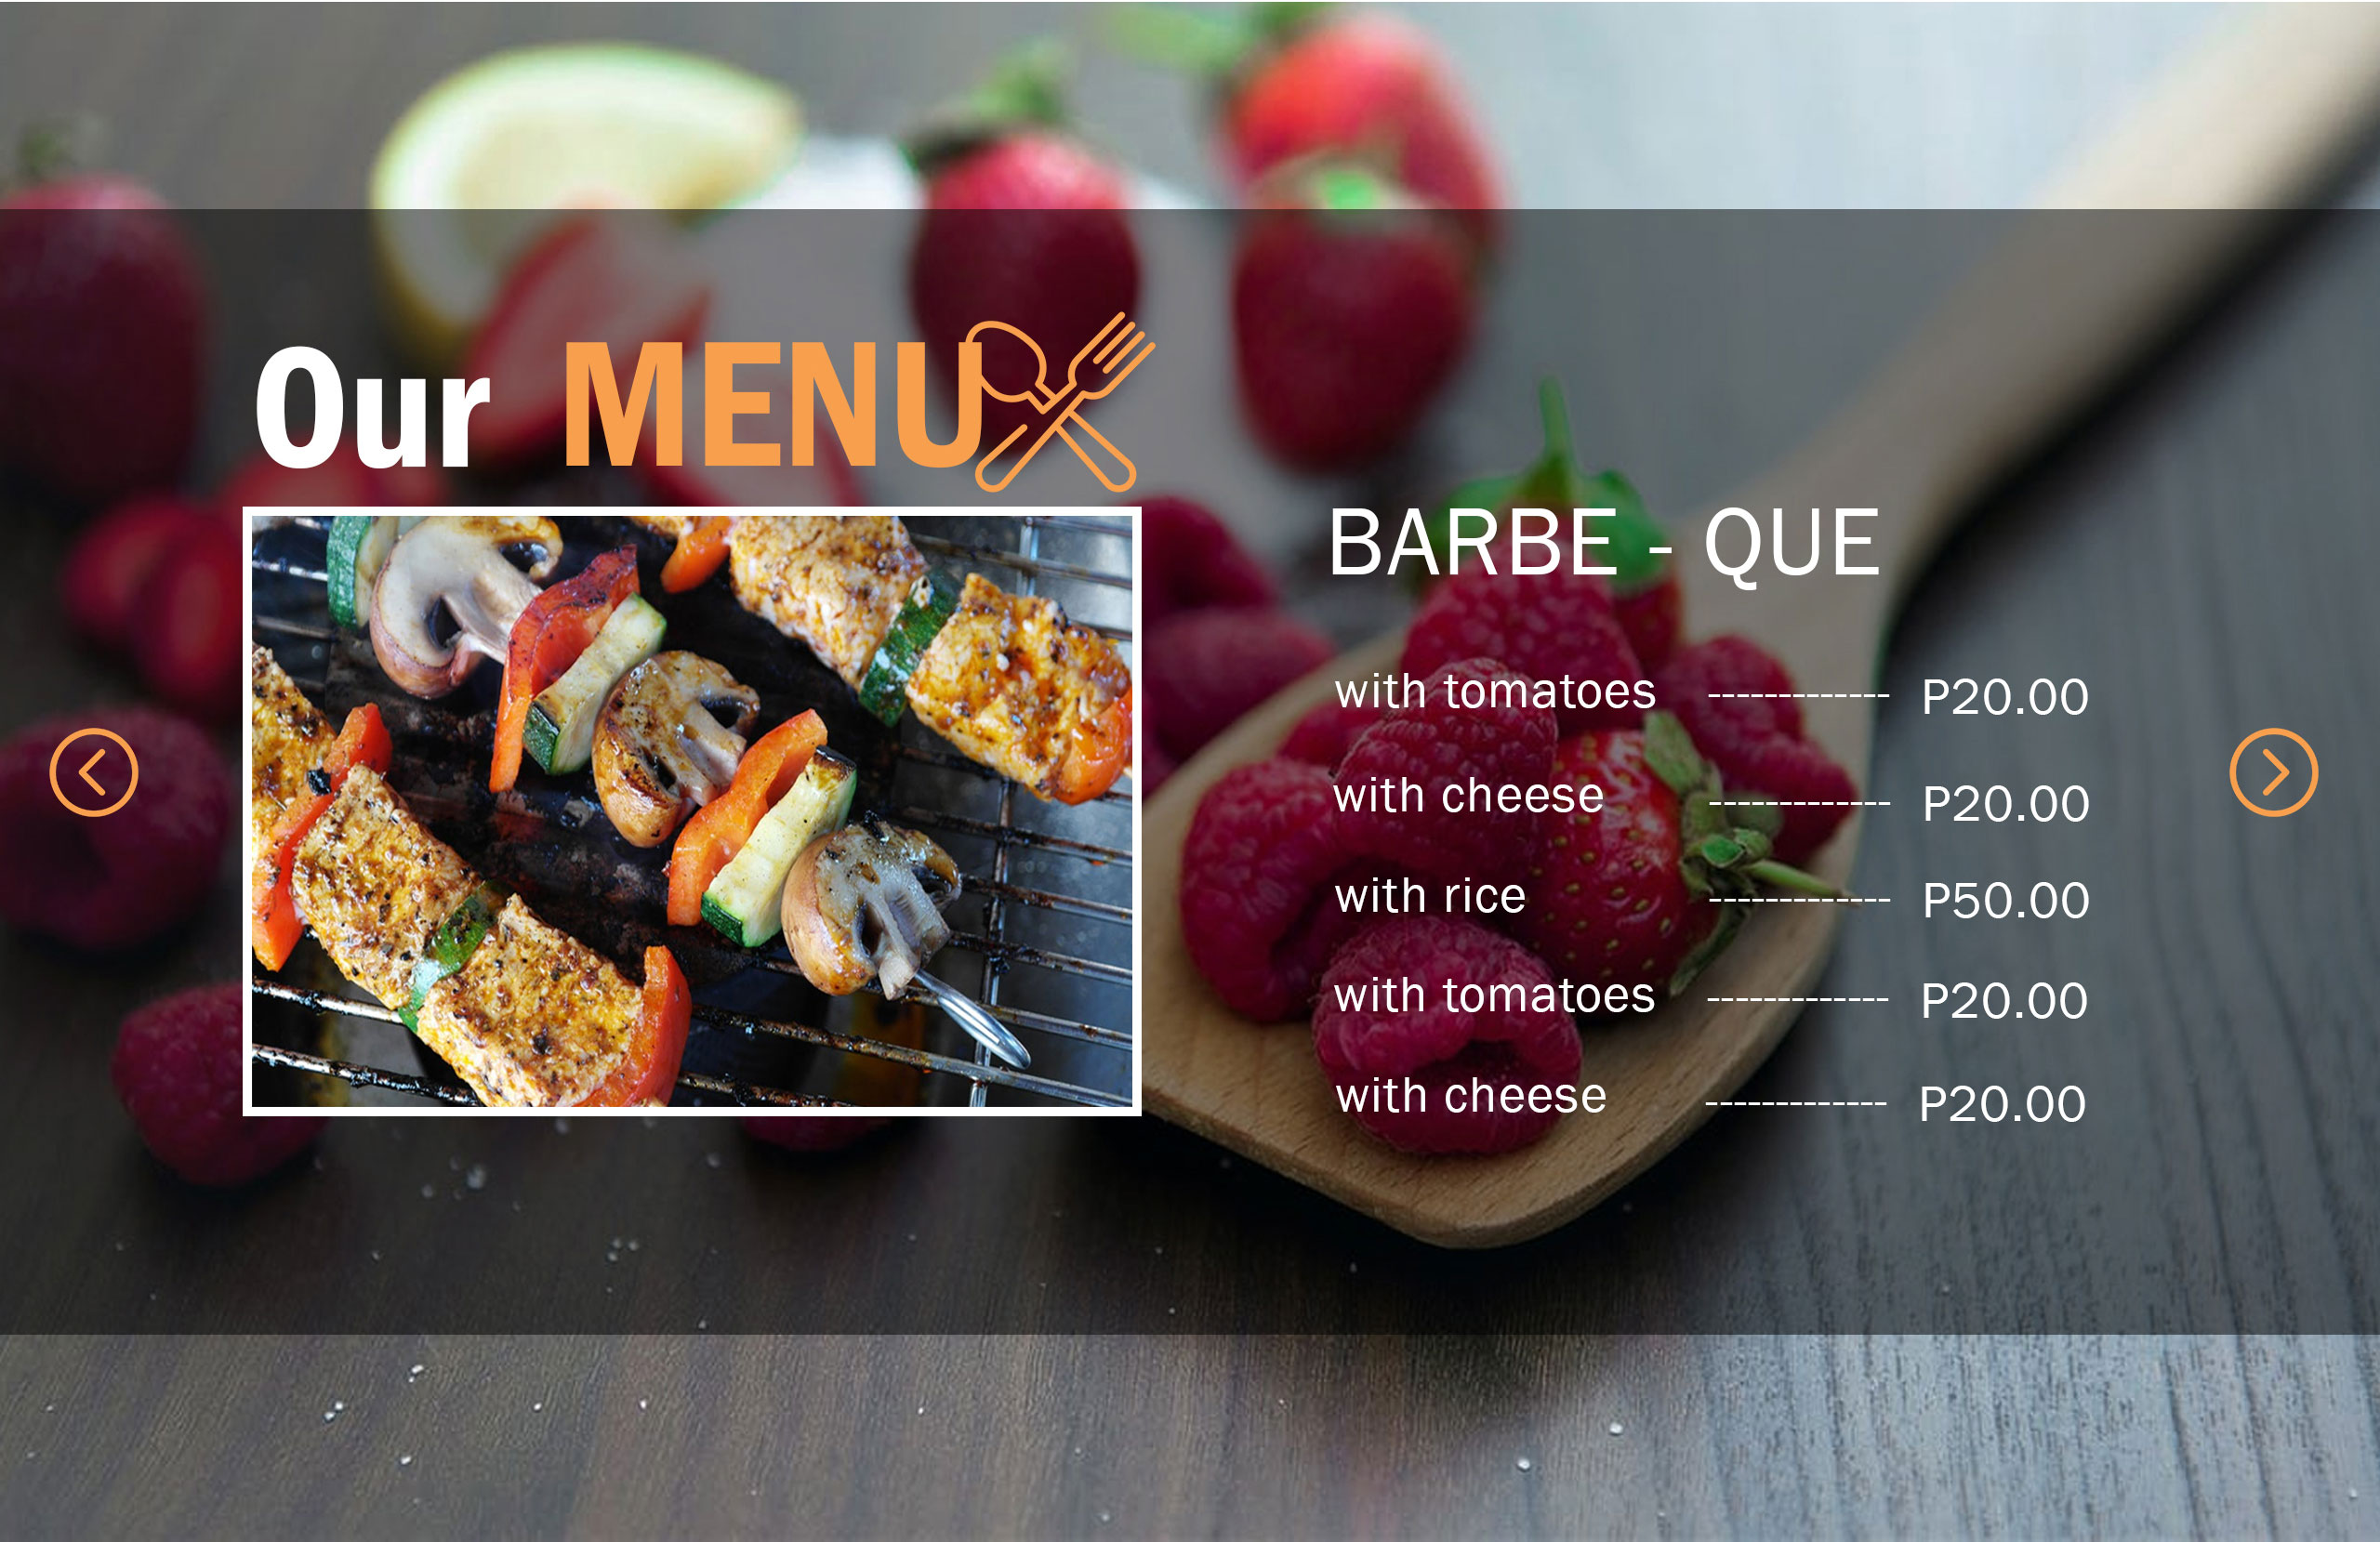 Our MENU
BARBE - QUE
with tomatoes ------------- P20.00
with cheese ------------- P20.00
with rice ------------- P50.00
with tomatoes ------------- P20.00
with cheese ------------- P20.00